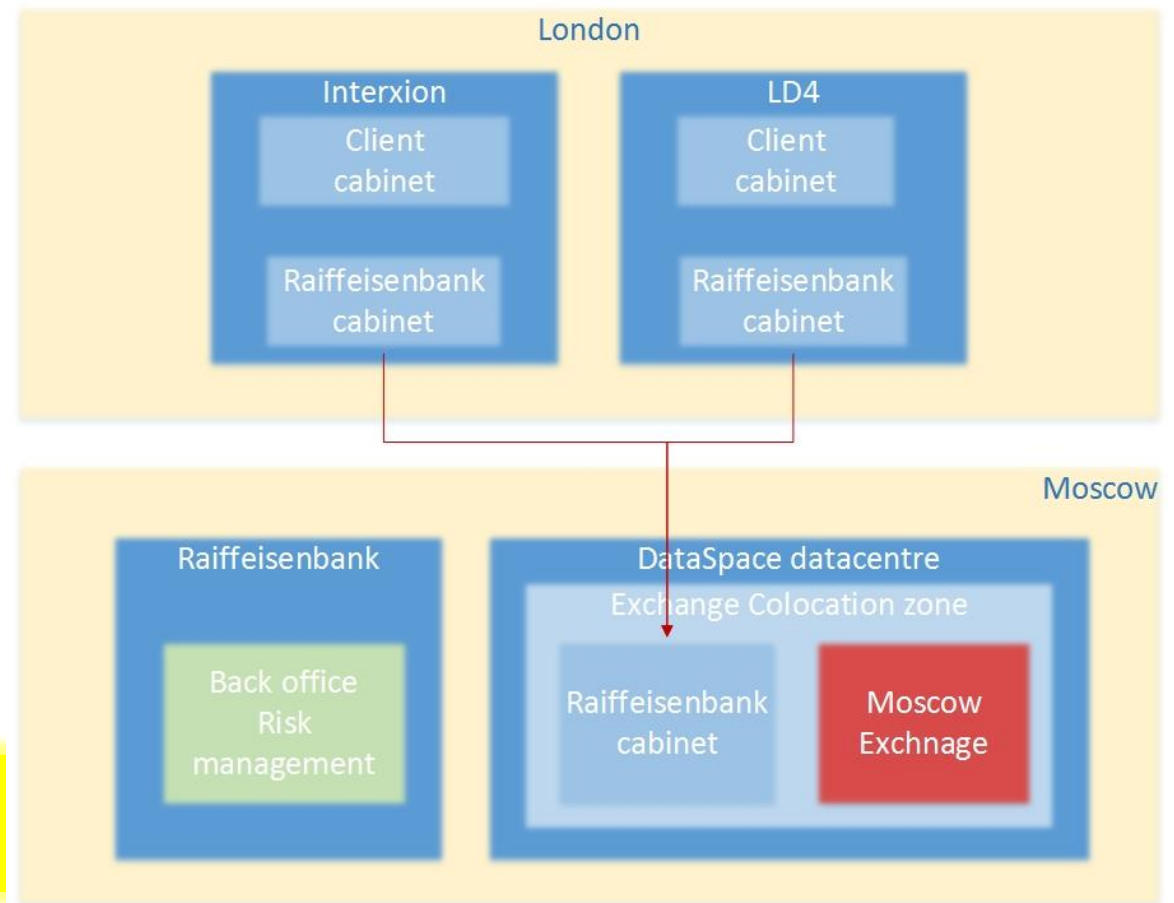 London
Interxion
Client
cabinet
Raiffeisenbank
cabinet
LD4
Client
cabinet
Raiffeisenbank
cabinet
Moscow
Raiffeisenbank
Back office
Risk
management
DataSpace datacentre
Exchange Colocation zone
Raiffeisenbank
cabinet
Moscow
Exchnage